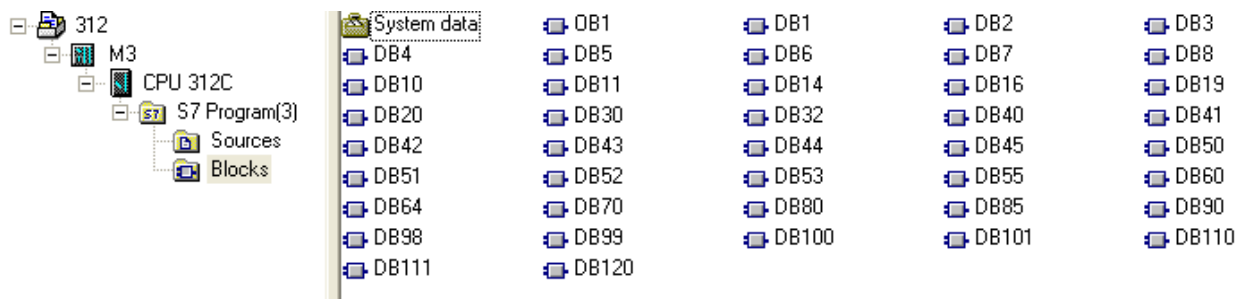 312
M3
CPU 312C
S7 Program(3)
Sources
Blocks
System data OB1 DB1 DB2 DB3
DB4 DB5 DB6 DB7 DB8
DB10 DB11 DB14 DB16 DB19
DB20 DB30 DB32 DB40 DB41
DB42 DB43 DB44 DB45 DB50
DB51 DB52 DB53 DB55 DB60
DB64 DB70 DB80 DB85 DB90
DB98 DB99 DB100 DB101 DB110
DB111 DB120